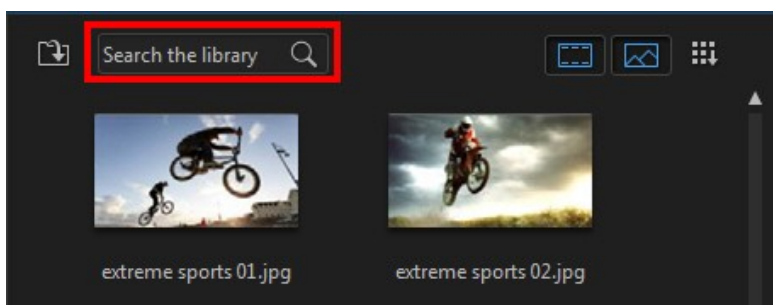 Search the library
extreme sports 01.jpg
extreme sports 02.jpg